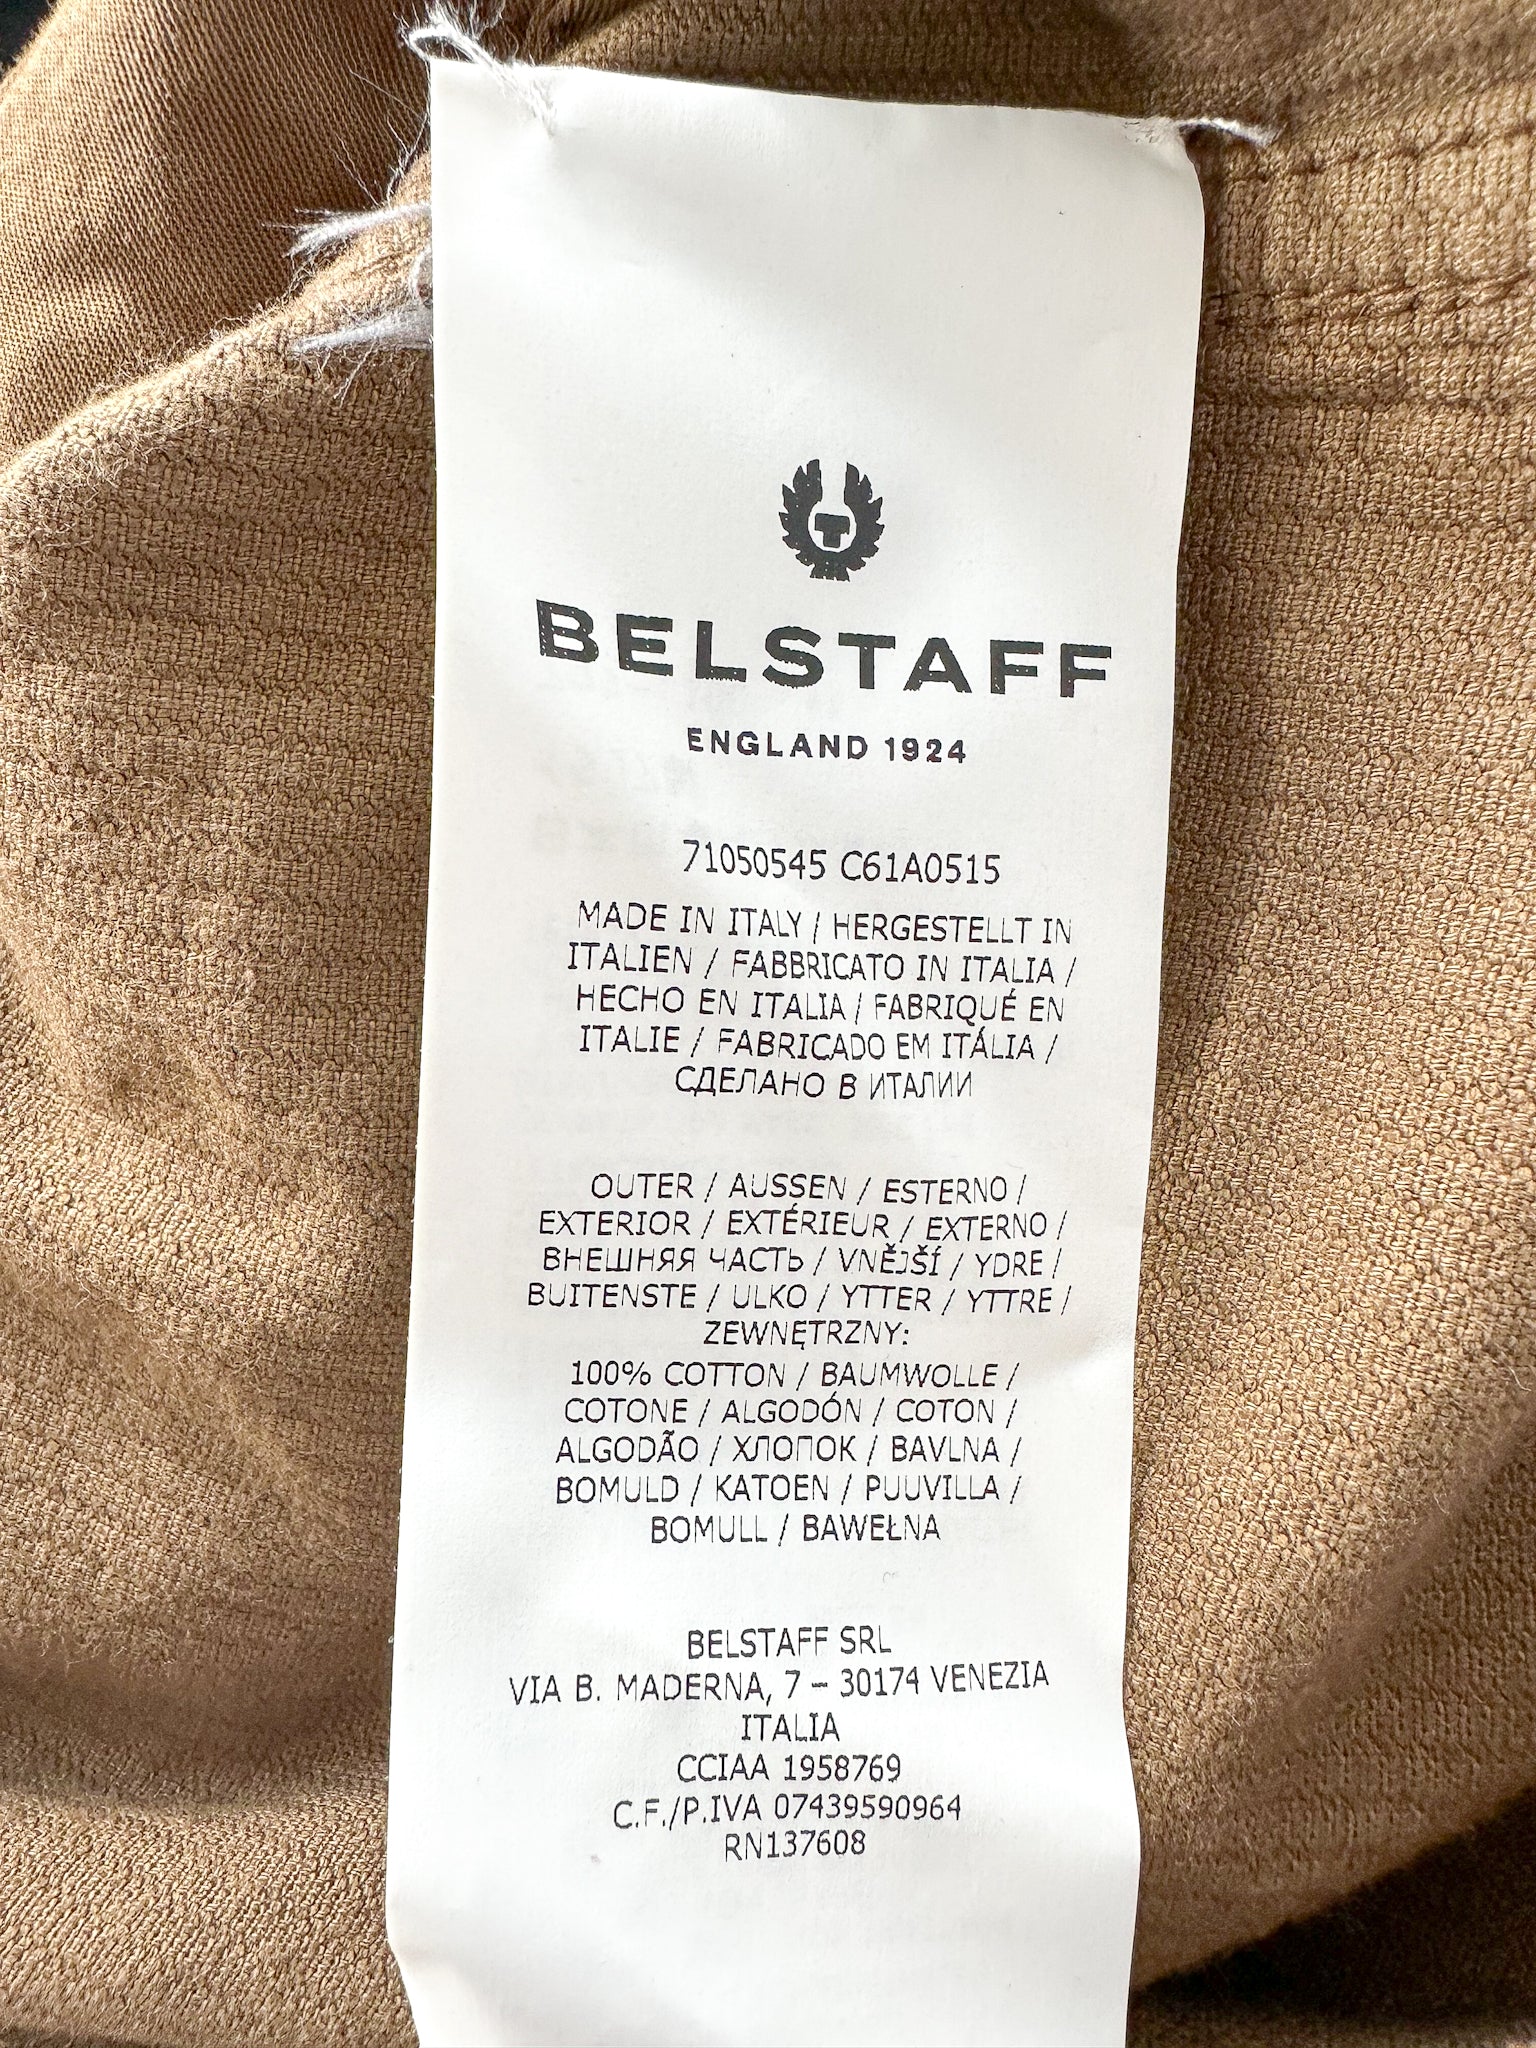 BELSTAFF
ENGLAND 1924
71050545 C61A0515
MADE IN ITALY / HERGESTELLT IN
ITALIEN / FABBRICATO IN ITALIA /
HECHO EN ITALIA / FABRIQUÉ EN
ITALIE / FABRICADO EM ITÁLIA /
СДЕЛАНО В ИТАЛИИ
OUTER / AUSSEN / ESTERNO /
EXTERIOR / EXTÉRIEUR / EXTERNO /
ВНЕШНЯЯ ЧАСТЬ / VNĚJŠÍ / YDRE /
BUITENSTE / ULKO / YTTER / YTTRE /
ZEWNĘTRZNY:
100% COTTON / BAUMWOLLE /
COTONE / ALGODÓN / COTON /
ALGODÃO / ХЛОПОК / BAVLNA /
BOMULD / KATOEN / PUUVILLA /
BOMULL / BAWEŁNA
BELSTAFF SRL
VIA B. MADERNA, 7 – 30174 VENEZIA
ITALIA
CCIAA 1958769
C.F./P.IVA 07439590964
RN137608